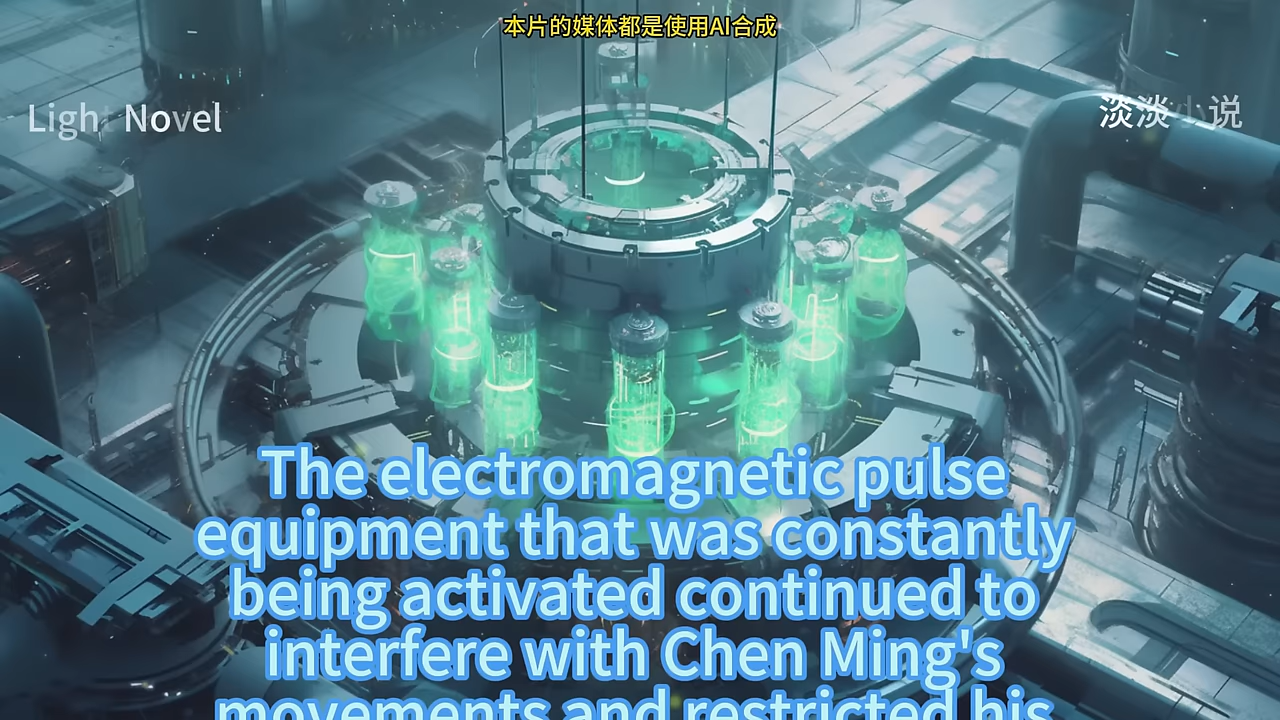 本片的媒体都是使用AI合成
Light Novel
淡淡小说
The electromagnetic pulse
equipment that was constantly
being activated continued to
interfere with Chen Ming's
movements and restricted his